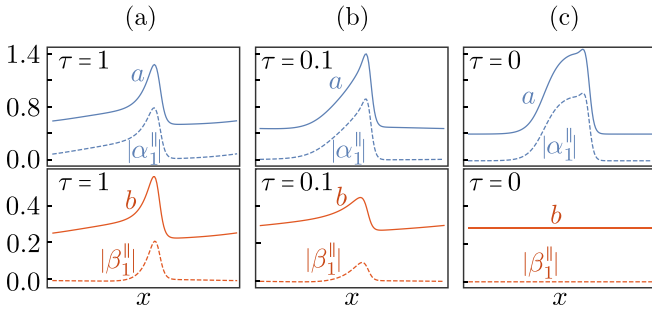 (a) (b) (c)
1.4 τ = 1 τ = 0.1 τ = 0
a a a
0.8
|α₁^∥| |α₁^∥| |α₁^∥|
0.0
τ = 1 τ = 0.1 τ = 0
0.4 b b b
0.2
|β₁^∥| |β₁^∥| |β₁^∥|
0.0
x x x